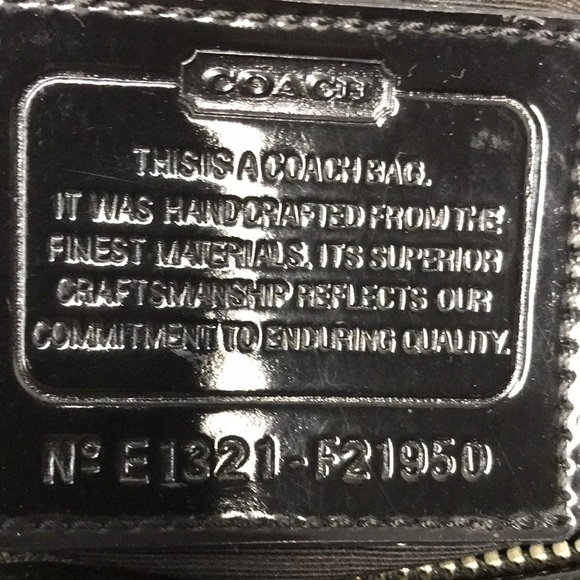 COACH
THIS IS A COACH BAG.
IT WAS HANDCRAFTED FROM THE
FINEST MATERIALS. ITS SUPERIOR
CRAFTSMANSHIP REFLECTS OUR
COMMITMENT TO ENDURING QUALITY.
Nº E1321-F21950